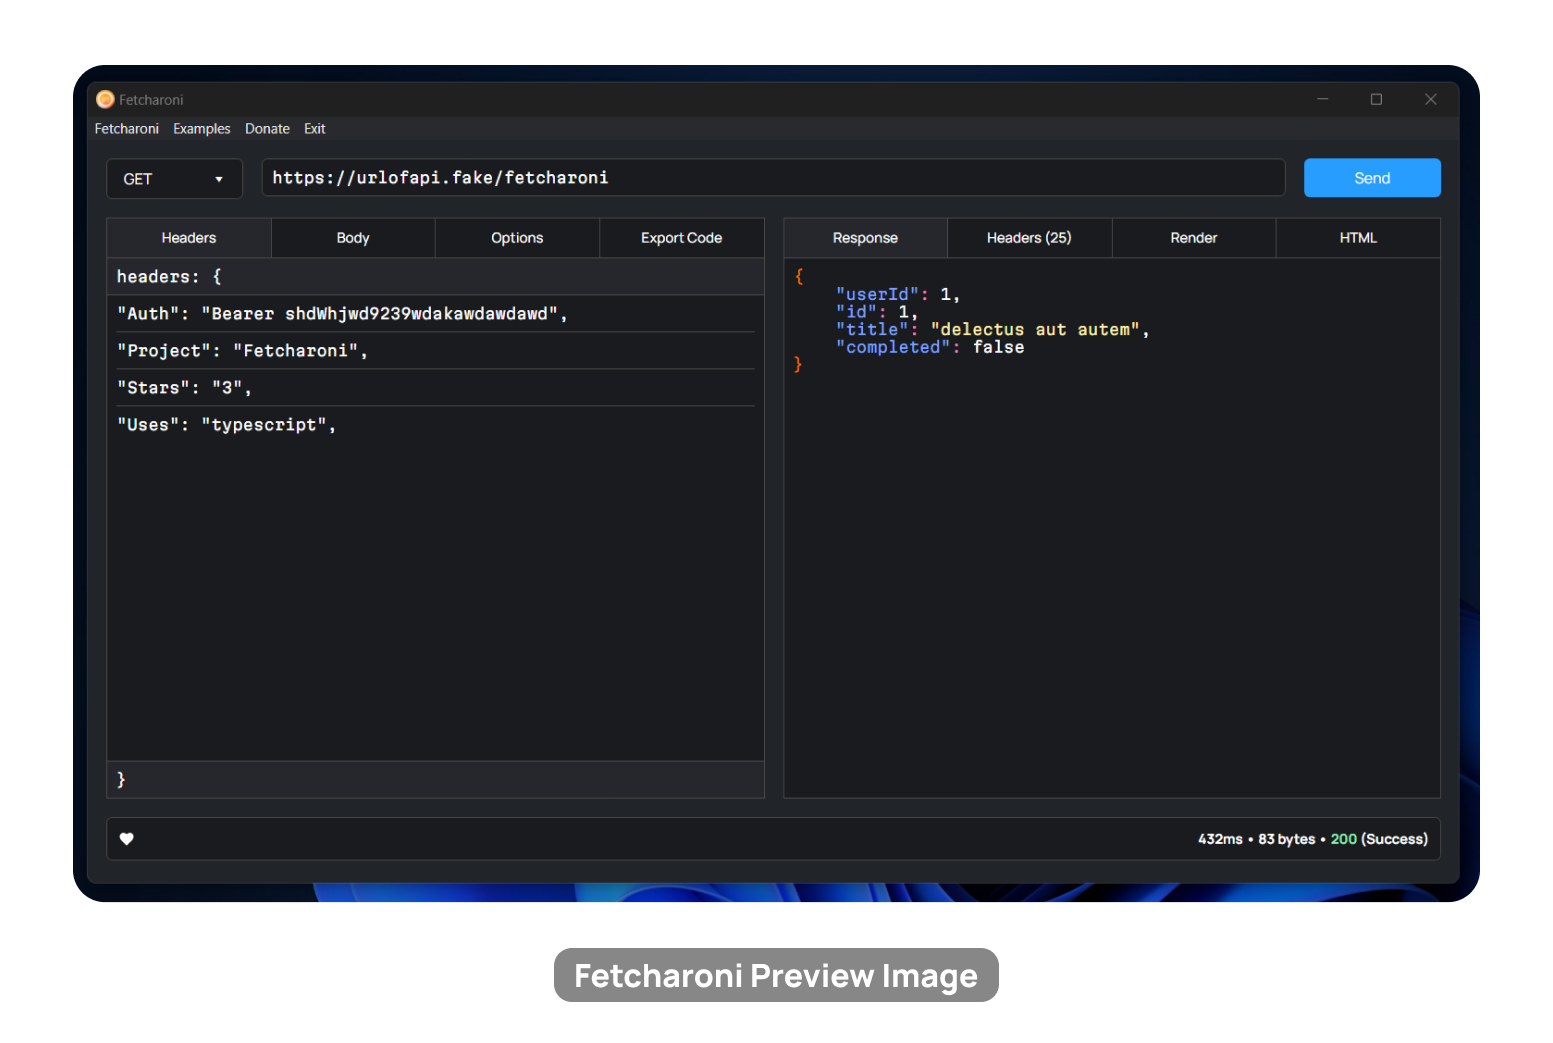 Fetcharoni
Fetcharoni Examples Donate Exit
GET
https://urlofapi.fake/fetcharoni
Send
Headers Body Options Export Code
headers: {
"Auth": "Bearer shdWhjwd9239wdakawdawdawd",
"Project": "Fetcharoni",
"Stars": "3",
"Uses": "typescript",
}
Response Headers (25) Render HTML
{
"userId": 1,
"id": 1,
"title": "delectus aut autem",
"completed": false
}
432ms • 83 bytes • 200 (Success)
Fetcharoni Preview Image